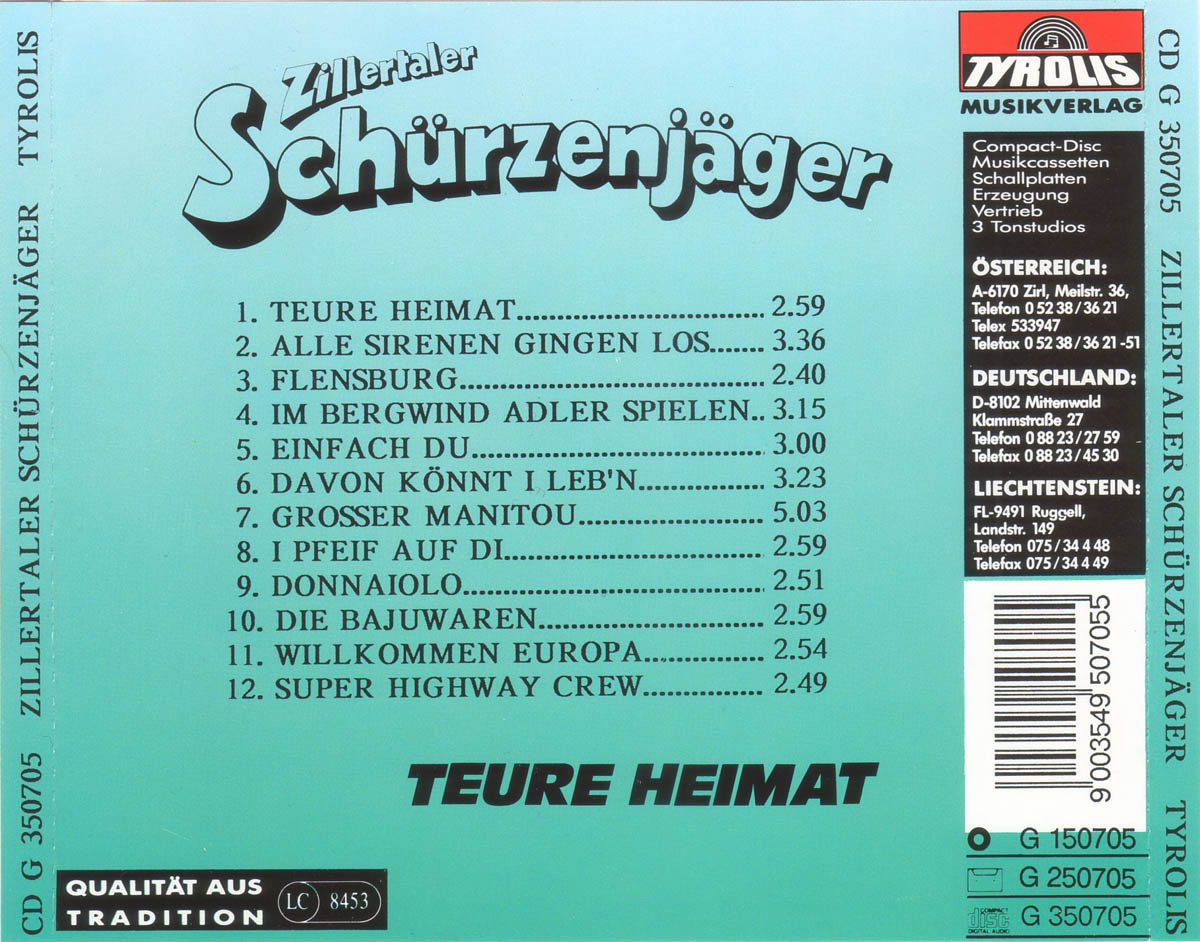 CD G 350705 ZILLERTALER SCHÜRZENJÄGER TYROLIS
Zillertaler
Schürzenjäger
1. TEURE HEIMAT.......................... 2.59
2. ALLE SIRENEN GINGEN LOS....... 3.36
3. FLENSBURG................................. 2.40
4. IM BERGWIND ADLER SPIELEN.. 3.15
5. EINFACH DU................................ 3.00
6. DAVON KÖNNT I LEB'N............... 3.23
7. GROSSER MANITOU..................... 5.03
8. I PFEIF AUF DI............................. 2.59
9. DONNAIOLO................................. 2.51
10. DIE BAJUWAREN......................... 2.59
11. WILLKOMMEN EUROPA.............. 2.54
12. SUPER HIGHWAY CREW.............. 2.49
TEURE HEIMAT
QUALITÄT AUS
TRADITION
LC 8453
TYROLIS
MUSIKVERLAG
Compact-Disc
Musikcassetten
Schallplatten
Erzeugung
Vertrieb
3 Tonstudios
ÖSTERREICH:
A-6170 Zirl, Meilstr. 36,
Telefon 0 52 38/36 21
Telex 533947
Telefax 0 52 38/36 21-51
DEUTSCHLAND:
D-8102 Mittenwald
Klammstraße 27
Telefon 0 88 23/27 59
Telefax 0 88 23/45 30
LIECHTENSTEIN:
FL-9491 Ruggell,
Landstr. 149
Telefon 075/34 4 48
Telefax 075/34 4 49
9 003549 507055
G 150705
G 250705
COMPACT
disc
DIGITAL AUDIO
G 350705
CD G 350705 ZILLERTALER SCHÜRZENJÄGER TYROLIS